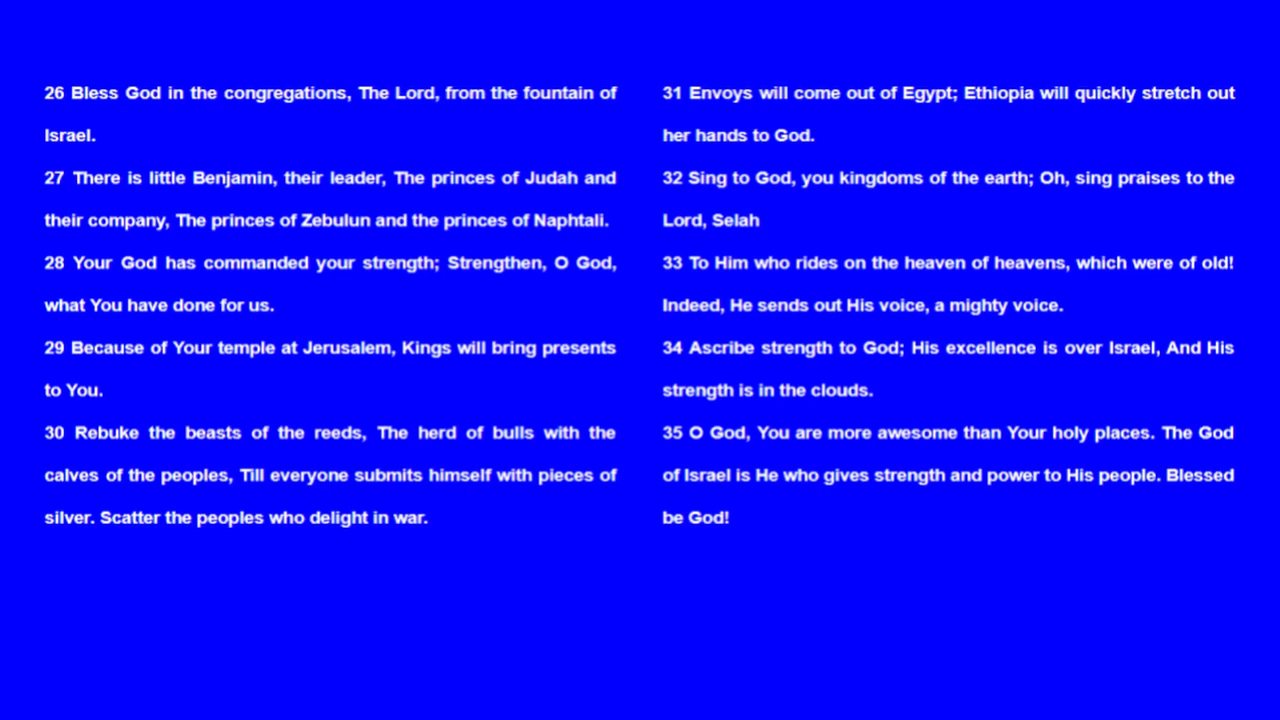 26 Bless God in the congregations, The Lord, from the fountain of
Israel.
27 There is little Benjamin, their leader, The princes of Judah and
their company, The princes of Zebulun and the princes of Naphtali.
28 Your God has commanded your strength; Strengthen, O God,
what You have done for us.
29 Because of Your temple at Jerusalem, Kings will bring presents
to You.
30 Rebuke the beasts of the reeds, The herd of bulls with the
calves of the peoples, Till everyone submits himself with pieces of
silver. Scatter the peoples who delight in war.
31 Envoys will come out of Egypt; Ethiopia will quickly stretch out
her hands to God.
32 Sing to God, you kingdoms of the earth; Oh, sing praises to the
Lord, Selah
33 To Him who rides on the heaven of heavens, which were of old!
Indeed, He sends out His voice, a mighty voice.
34 Ascribe strength to God; His excellence is over Israel, And His
strength is in the clouds.
35 O God, You are more awesome than Your holy places. The God
of Israel is He who gives strength and power to His people. Blessed
be God!